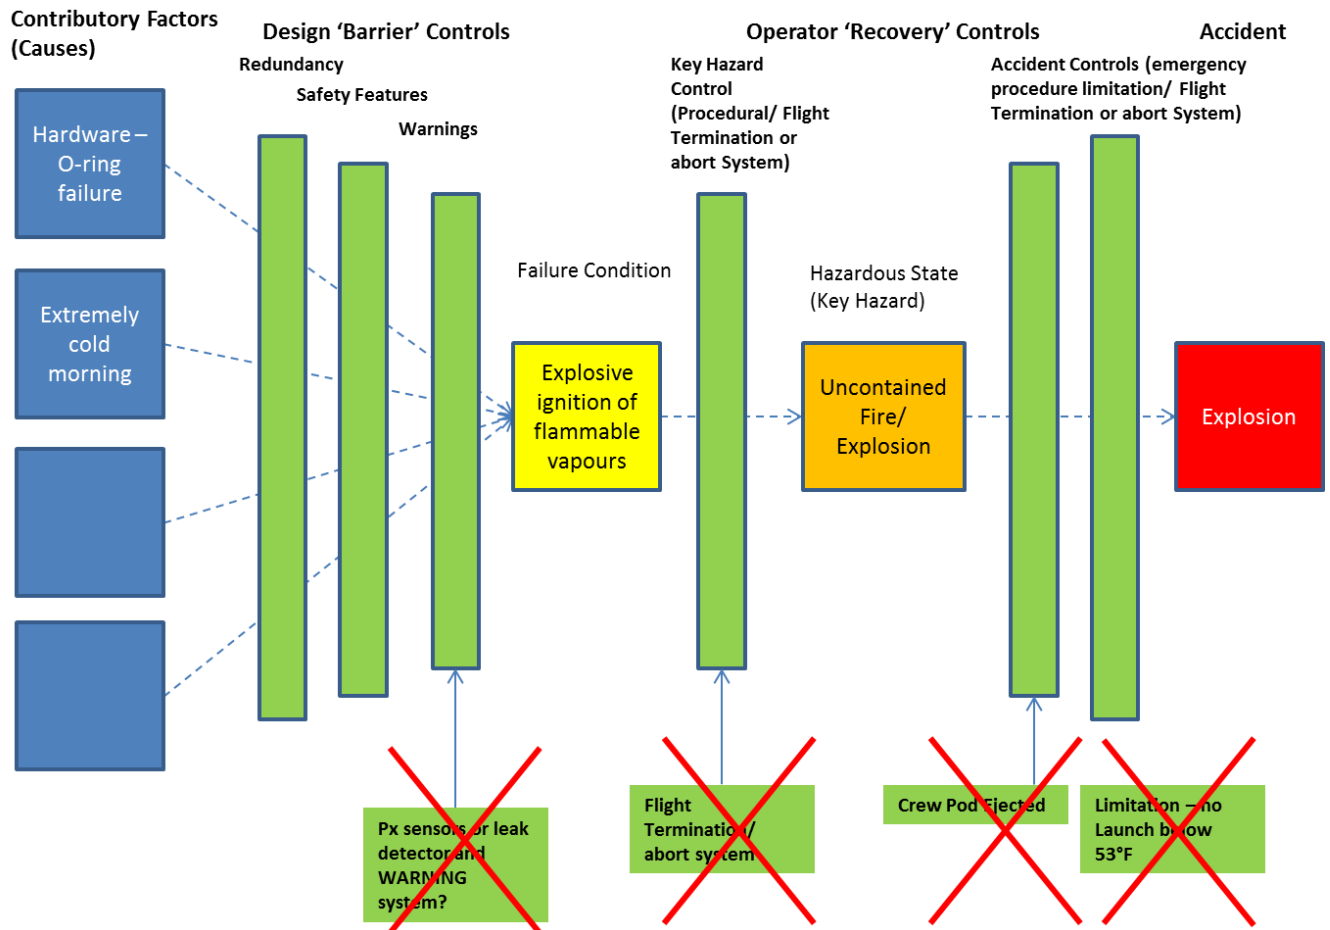 Contributory Factors
(Causes)
Design ‘Barrier’ Controls
Operator ‘Recovery’ Controls
Accident
Redundancy
Safety Features
Warnings
Key Hazard
Control
(Procedural/ Flight
Termination or
abort System)
Accident Controls (emergency
procedure limitation/ Flight
Termination or abort System)
Hardware –
O-ring
failure
Extremely
cold
morning
Failure Condition
Hazardous State
(Key Hazard)
Explosive
ignition of
flammable
vapours
Uncontained
Fire/
Explosion
Explosion
Px sensors or leak
detector and
WARNING
system?
Flight
Termination/
abort system
Crew Pod Ejected
Limitation – no
Launch below
53°F